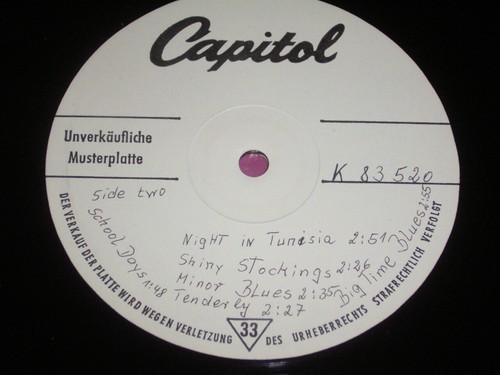 Capitol
Unverkäufliche
Musterplatte
K 83 520
Side two
School Days 1:48
Night in Tunisia 2:51
Shiny Stockings 2:26
Minor Blues 2:35
Tenderly 2:27
Big Time Blues 2:55
33
DER VERKAUF DER PLATTE WIRD WEGEN VERLETZUNG DES URHEBERRECHTS STRAFRECHTLICH VERFOLGT